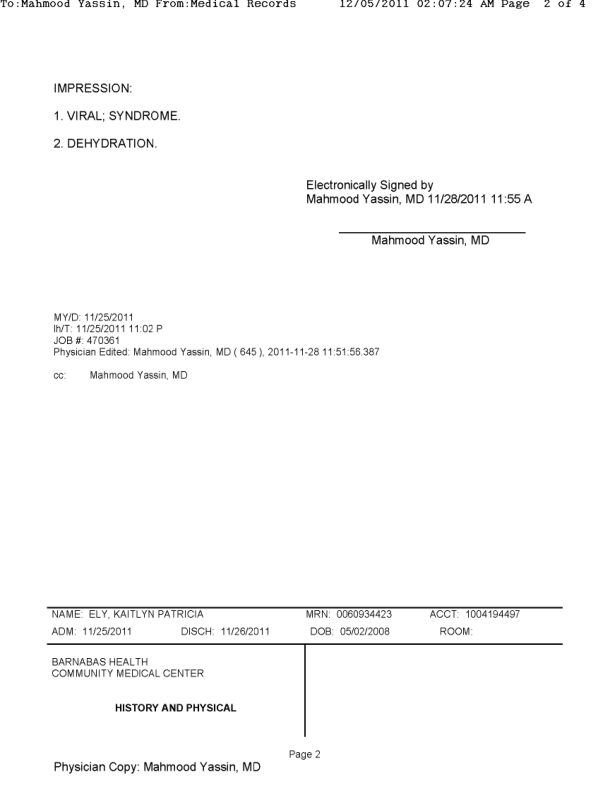 To:Mahmood Yassin, MD From:Medical Records 12/05/2011 02:07:24 AM Page 2 of 4
IMPRESSION:
1. VIRAL; SYNDROME.
2. DEHYDRATION.
Electronically Signed by
Mahmood Yassin, MD 11/28/2011 11:55 A
Mahmood Yassin, MD
MY/D: 11/25/2011
lh/T: 11/25/2011 11:02 P
JOB #: 470361
Physician Edited: Mahmood Yassin, MD ( 645 ), 2011-11-28 11:51:56.387
cc: Mahmood Yassin, MD
NAME: ELY, KAITLYN PATRICIA MRN: 0060934423 ACCT: 1004194497
ADM: 11/25/2011 DISCH: 11/26/2011 DOB: 05/02/2008 ROOM:
BARNABAS HEALTH
COMMUNITY MEDICAL CENTER
HISTORY AND PHYSICAL
Page 2
Physician Copy: Mahmood Yassin, MD